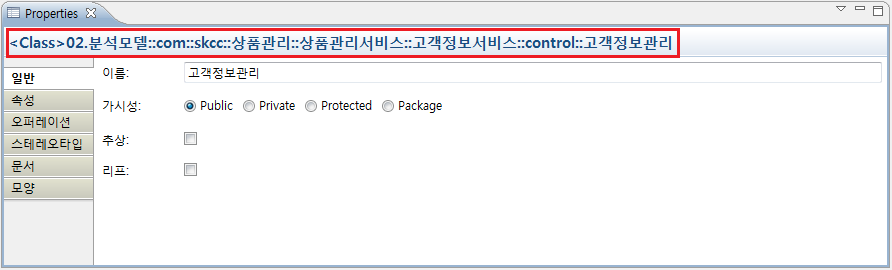 Properties
<Class>02.분석모델::com::skcc::상품관리::상품관리서비스::고객정보서비스::control::고객정보관리
일반
속성
오퍼레이션
스테레오타입
문서
모양
이름: 고객정보관리
가시성: Public Private Protected Package
추상:
리프: